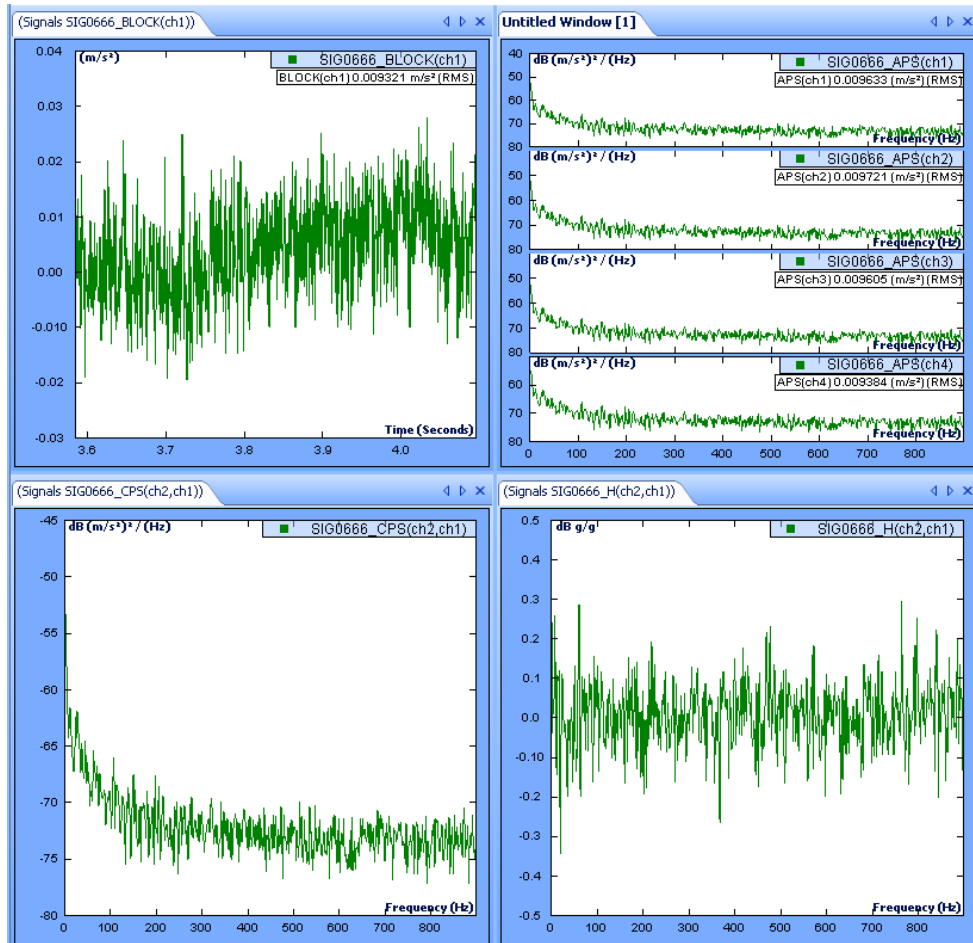 (Signals SIG0666_BLOCK(ch1))
(m/s²)
SIG0666_BLOCK(ch1)
BLOCK(ch1) 0.009321 m/s² (RMS)
0.04
0.03
0.02
0.01
0.00
-0.010
-0.02
-0.03
Time (Seconds)
3.6 3.7 3.8 3.9 4.0
Untitled Window [1]
dB (m/s²)² / (Hz)
SIG0666_APS(ch1)
APS(ch1) 0.009633 (m/s²) (RMS)
40
50
60
70
80
Frequency (Hz)
dB (m/s²)² / (Hz)
SIG0666_APS(ch2)
APS(ch2) 0.009721 (m/s²) (RMS)
50
60
70
80
Frequency (Hz)
dB (m/s²)² / (Hz)
SIG0666_APS(ch3)
APS(ch3) 0.009605 (m/s²) (RMS)
50
60
70
80
Frequency (Hz)
dB (m/s²)² / (Hz)
SIG0666_APS(ch4)
APS(ch4) 0.009384 (m/s²) (RMS)
60
70
80
Frequency (Hz)
0 100 200 300 400 500 600 700 800
(Signals SIG0666_CPS(ch2,ch1))
dB (m/s²)² / (Hz)
SIG0666_CPS(ch2,ch1)
-45
-50
-55
-60
-65
-70
-75
-80
Frequency (Hz)
0 100 200 300 400 500 600 700 800
(Signals SIG0666_H(ch2,ch1))
dB g/g
SIG0666_H(ch2,ch1)
0.5
0.4
0.3
0.2
0.1
0.0
-0.10
-0.2
-0.3
-0.4
-0.5
Frequency (Hz)
0 100 200 300 400 500 600 700 800